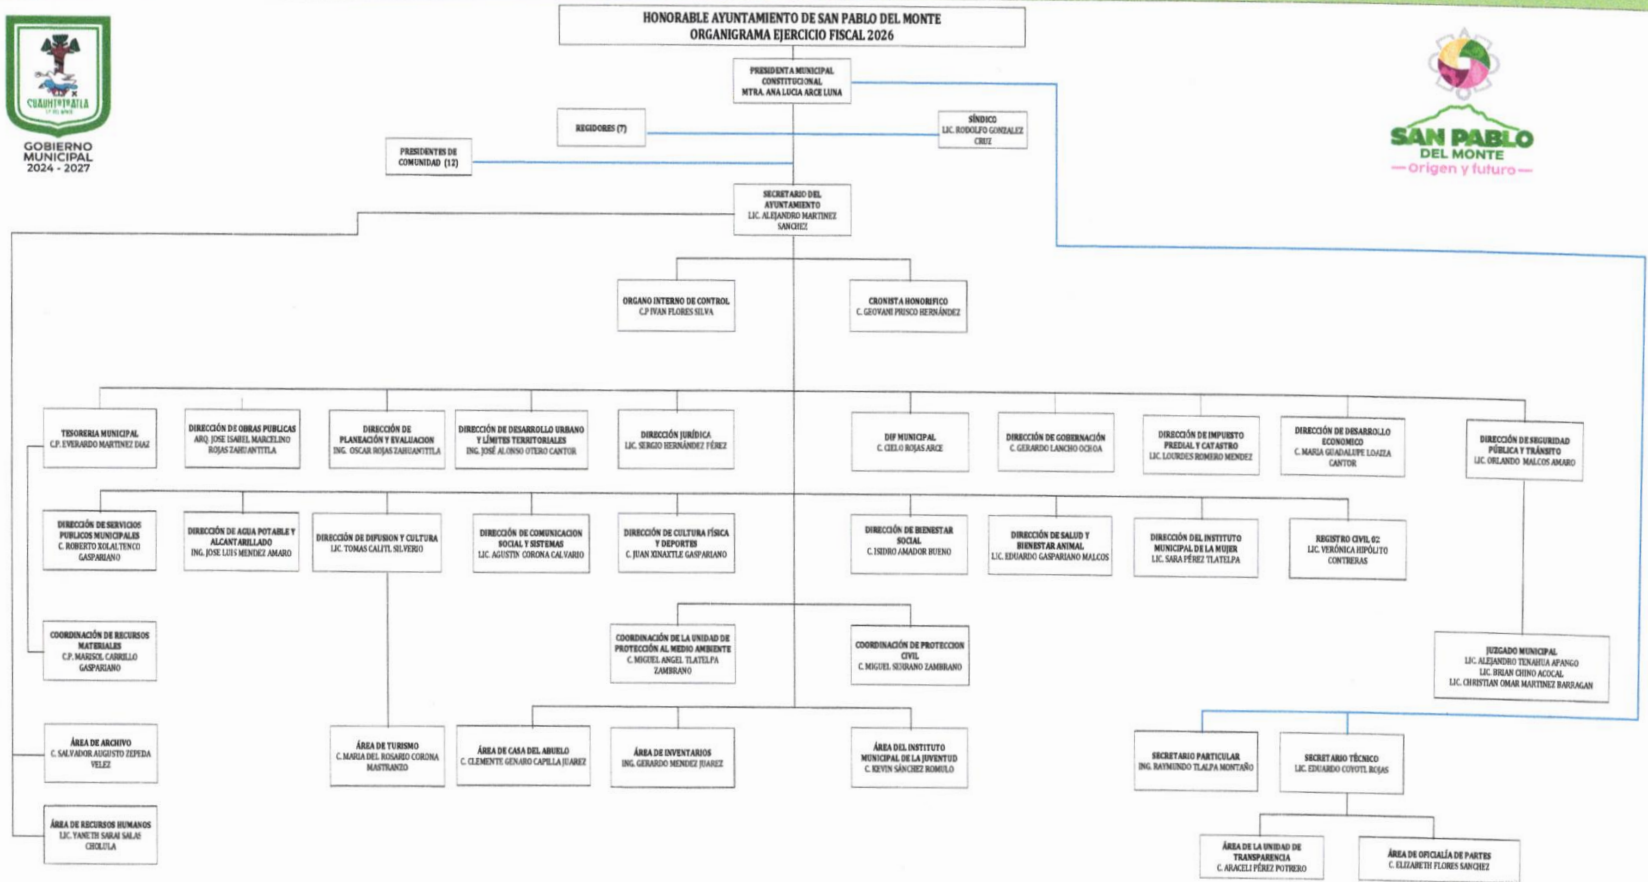 HONORABLE AYUNTAMIENTO DE SAN PABLO DEL MONTE
ORGANIGRAMA EJERCICIO FISCAL 2026
CUAUHTOTOATLA
GOBIERNO
MUNICIPAL
2024 - 2027
SAN PABLO
DEL MONTE
Origen y futuro
PRESIDENTA MUNICIPAL
CONSTITUCIONAL
MTRA. ANA LUCIA ARCE LUNA
REGIDORES (7)
SÍNDICO
LIC. RODOLFO GONZALEZ
CRUZ
PRESIDENTES DE
COMUNIDAD (12)
SECRETARIO DEL
AYUNTAMIENTO
LIC. ALEJANDRO MARTINEZ
SANCHEZ
ORGANO INTERNO DE CONTROL
C.P IVAN FLORES SILVA
CRONISTA HONORIFICO
C. GEOVANI PRISCO HERNÁNDEZ
TESORERIA MUNICIPAL
C.P. EVERARDO MARTINEZ DIAZ
DIRECCIÓN DE OBRAS PUBLICAS
ARQ. JOSE ISABEL MARCELINO
ROJAS ZAHUANTITLA
DIRECCIÓN DE
PLANEACIÓN Y EVALUACION
ING. OSCAR ROJAS ZAHUANTITLA
DIRECCIÓN DE DESARROLLO URBANO
Y LÍMITES TERRITORIALES
ING. JOSÉ ALONSO OTERO CANTOR
DIRECCIÓN JURÍDICA
LIC. SERGIO HERNÁNDEZ PÉREZ
DIF MUNICIPAL
C. CIELO ROJAS ARCE
DIRECCIÓN DE GOBERNACIÓN
C. GERARDO LANCHO OCHOA
DIRECCIÓN DE IMPUESTO
PREDIAL Y CATASTRO
LIC. LOURDES ROMERO MENDEZ
DIRECCIÓN DE DESARROLLO
ECONOMICO
C. MARIA GUADALUPE LOAIZA
CANTOR
DIRECCIÓN DE SEGURIDAD
PÚBLICA Y TRÁNSITO
LIC. ORLANDO MALCOS AMARO
DIRECCIÓN DE SERVICIOS
PUBLICOS MUNICIPALES
C. ROBERTO XOLALTENCO
GASPARIANO
DIRECCIÓN DE AGUA POTABLE Y
ALCANTARILLADO
ING. JOSE LUIS MENDEZ AMARO
DIRECCIÓN DE DIFUSION Y CULTURA
LIC. TOMAS CALITL SILVERIO
DIRECCIÓN DE COMUNICACION
SOCIAL Y SISTEMAS
LIC. AGUSTIN CORONA CALVARIO
DIRECCIÓN DE CULTURA FÍSICA
Y DEPORTES
C. JUAN XINAXTLE GASPARIANO
DIRECCIÓN DE BIENESTAR
SOCIAL
C. ISIDRO AMADOR BUENO
DIRECCIÓN DE SALUD Y
BIENESTAR ANIMAL
LIC. EDUARDO GASPARIANO MALCOS
DIRECCIÓN DEL INSTITUTO
MUNICIPAL DE LA MUJER
LIC. SARA PÉREZ TLATELPA
REGISTRO CIVIL 02
LIC. VERÓNICA HIPÓLITO
CONTRERAS
COORDINACIÓN DE RECURSOS
MATERIALES
C.P. MARISOL CARRILLO
GASPARIANO
COORDINACIÓN DE LA UNIDAD DE
PROTECCIÓN AL MEDIO AMBIENTE
C. MIGUEL ANGEL TLATELPA
ZAMBRANO
COORDINACIÓN DE PROTECCION
CIVIL
C. MIGUEL SERRANO ZAMBRANO
JUZGADO MUNICIPAL
LIC. ALEJANDRO TENAHUA APANGO
LIC. BRIAN CHINO ACOCAL
LIC. CHRISTIAN OMAR MARTINEZ BARRAGAN
ÁREA DE ARCHIVO
C. SALVADOR AUGUSTO ZEPEDA
VELEZ
ÁREA DE TURISMO
C. MARIA DEL ROSARIO CORONA
MASTRANZO
ÁREA DE CASA DEL ABUELO
C. CLEMENTE GENARO CAPILLA JUAREZ
ÁREA DE INVENTARIOS
ING. GERARDO MENDEZ JUAREZ
ÁREA DEL INSTITUTO
MUNICIPAL DE LA JUVENTUD
C. KEVIN SÁNCHEZ ROMULO
SECRETARIO PARTICULAR
ING. RAYMUNDO TLALPA MONTAÑO
SECRETARIO TÉCNICO
LIC. EDUARDO COYOTL ROJAS
ÁREA DE RECURSOS HUMANOS
LIC. YANETH SARAI SALAS
CHOLULA
ÁREA DE LA UNIDAD DE
TRANSPARENCIA
C. ARACELI PÉREZ POTRERO
ÁREA DE OFICIALÍA DE PARTES
C. ELIZABETH FLORES SANCHEZ